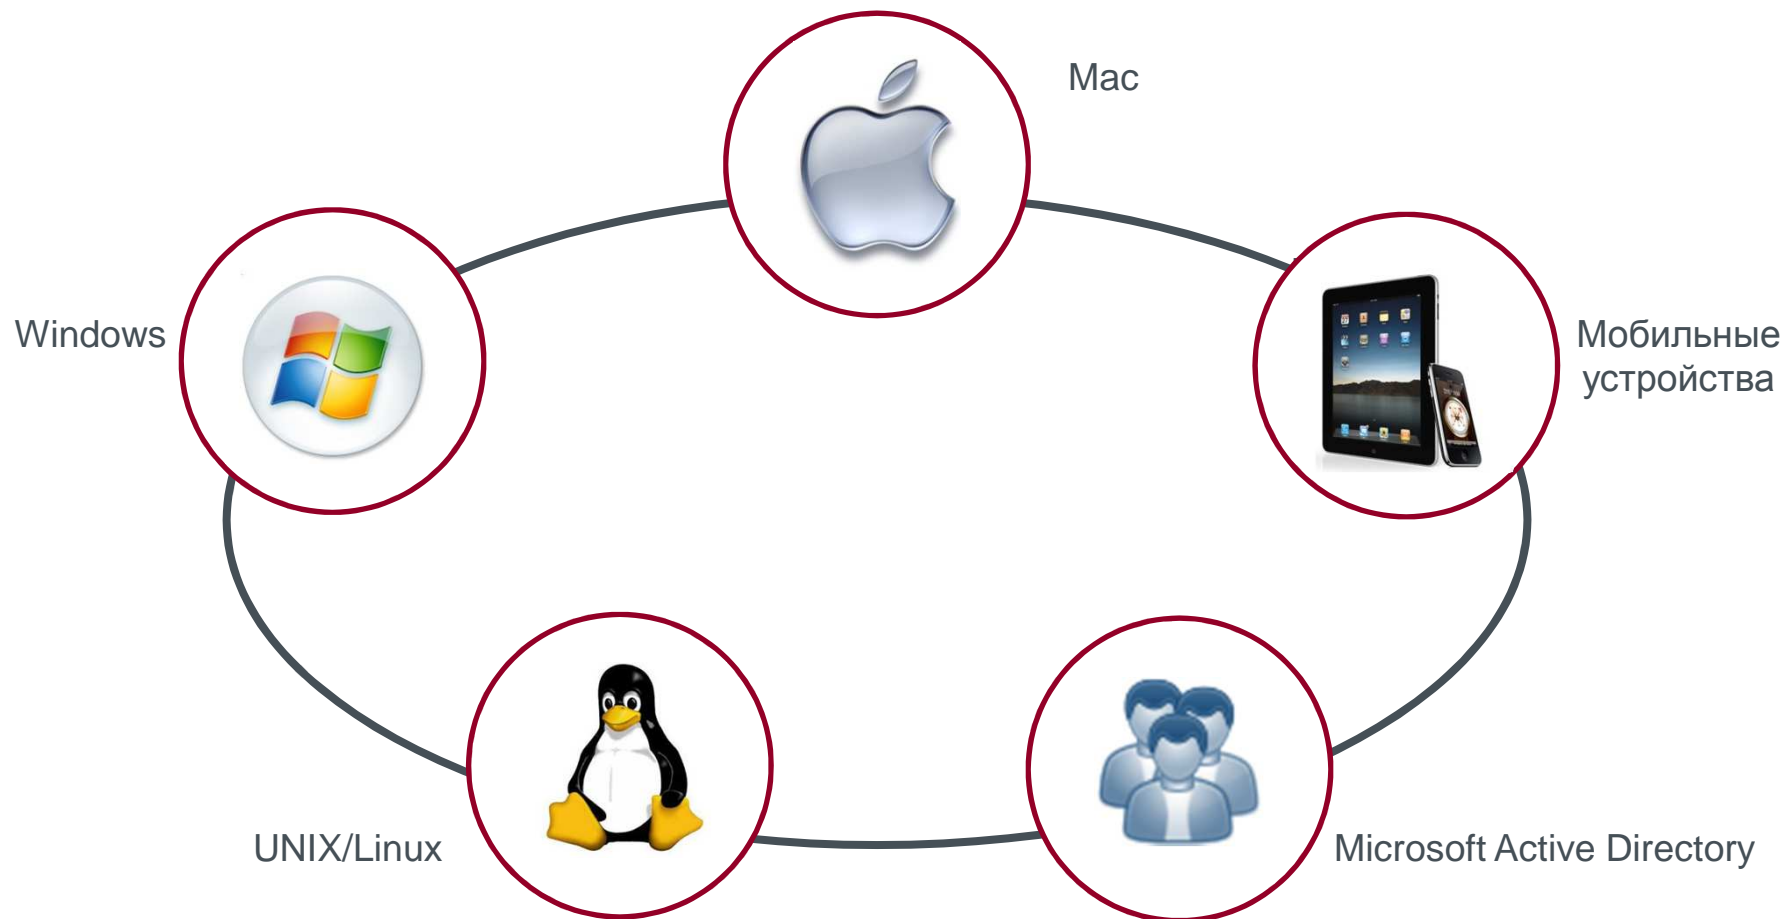 Mac
Windows
Мобильные
устройства
UNIX/Linux
Microsoft Active Directory